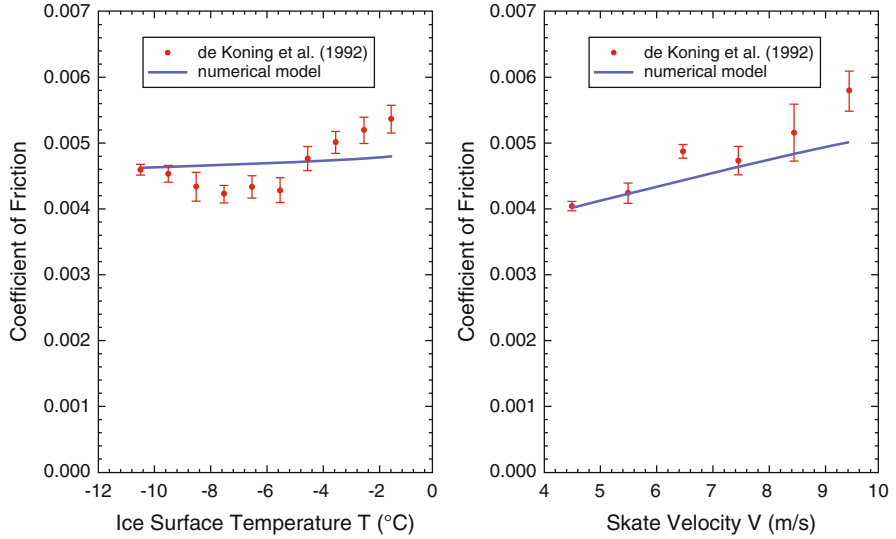 0.007
0.006
0.005
0.004
0.003
0.002
0.001
0.000
Coefficient of Friction
de Koning et al. (1992)
numerical model
-12 -10 -8 -6 -4 -2 0
Ice Surface Temperature T (°C)
0.007
0.006
0.005
0.004
0.003
0.002
0.001
0.000
Coefficient of Friction
de Koning et al. (1992)
numerical model
4 5 6 7 8 9 10
Skate Velocity V (m/s)